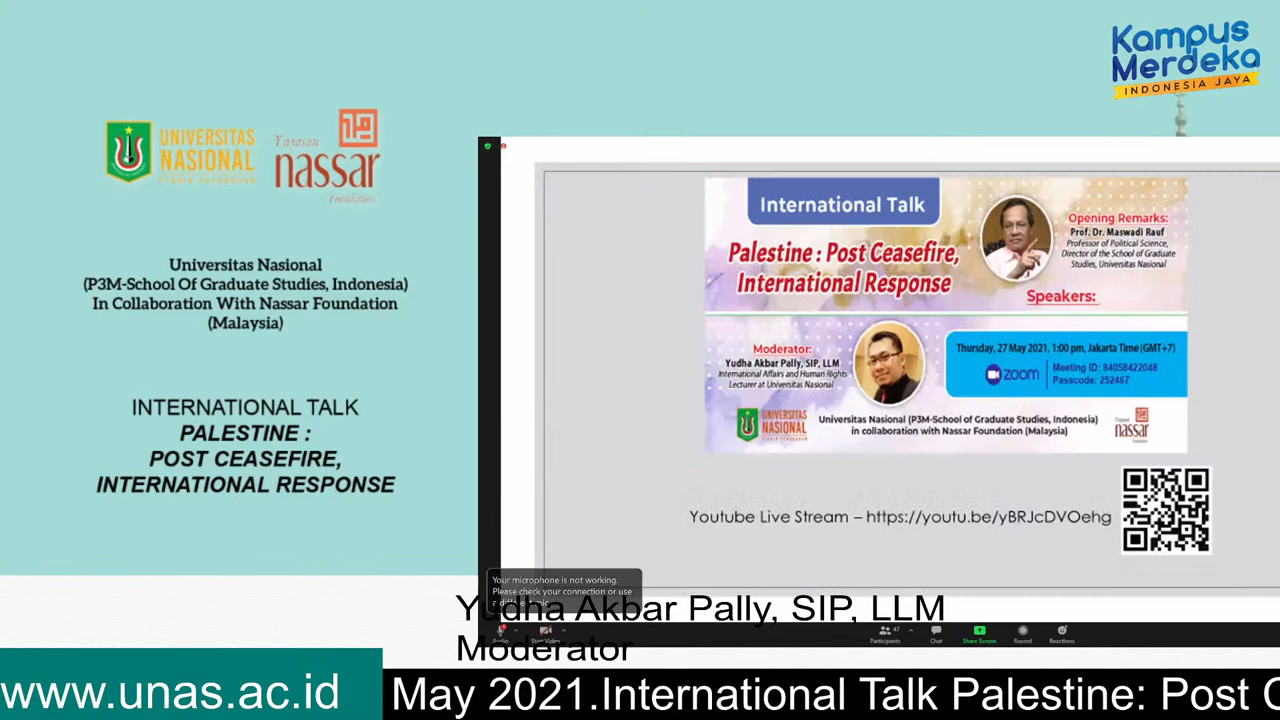 Kampus
Merdeka
INDONESIA JAYA
UNIVERSITAS
NASIONAL
Yayasan
nassar
Foundation
Universitas Nasional
(P3M-School Of Graduate Studies, Indonesia)
In Collaboration With Nassar Foundation
(Malaysia)
INTERNATIONAL TALK
PALESTINE :
POST CEASEFIRE,
INTERNATIONAL RESPONSE
International Talk
Palestine : Post Ceasefire,
International Response
Opening Remarks:
Prof. Dr. Maswadi Rauf
Professor of Political Science,
Director of the School of Graduate
Studies, Universitas Nasional
Speakers:
Moderator:
Yudha Akbar Pally, SIP, LLM
International Affairs and Human Rights
Lecturer at Universitas Nasional
Thursday, 27 May 2021, 1:00 pm, Jakarta Time (GMT+7)
zoom
Meeting ID: 84058422048
Passcode: 252467
UNIVERSITAS
NASIONAL
Universitas Nasional (P3M-School of Graduate Studies, Indonesia)
in collaboration with Nassar Foundation (Malaysia)
Yayasan
nassar
Youtube Live Stream – https://youtu.be/yBRJcDVOehg
Your microphone is not working.
Please check your connection or use
Yudha Akbar Pally, SIP, LLM
Moderator
Audio
Start Video
Participants 47
Chat
Share Screen
Record
Reactions
www.unas.ac.id
May 2021.International Talk Palestine: Post C